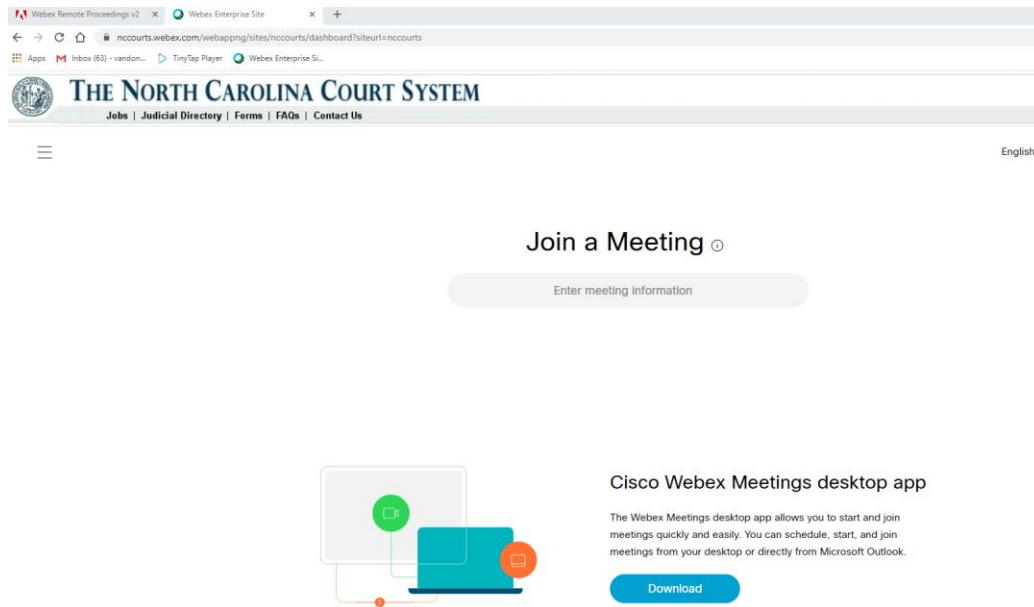 Webex Remote Proceedings v2 Webex Enterprise Site
nccourts.webex.com/webappng/sites/nccourts/dashboard?siteurl=nccourts
Apps Inbox (63) - vandon... TinyTap Player Webex Enterprise Si...
THE NORTH CAROLINA COURT SYSTEM
Jobs | Judicial Directory | Forms | FAQs | Contact Us
English
Join a Meeting
Enter meeting information
Cisco Webex Meetings desktop app
The Webex Meetings desktop app allows you to start and join
meetings quickly and easily. You can schedule, start, and join
meetings from your desktop or directly from Microsoft Outlook.
Download